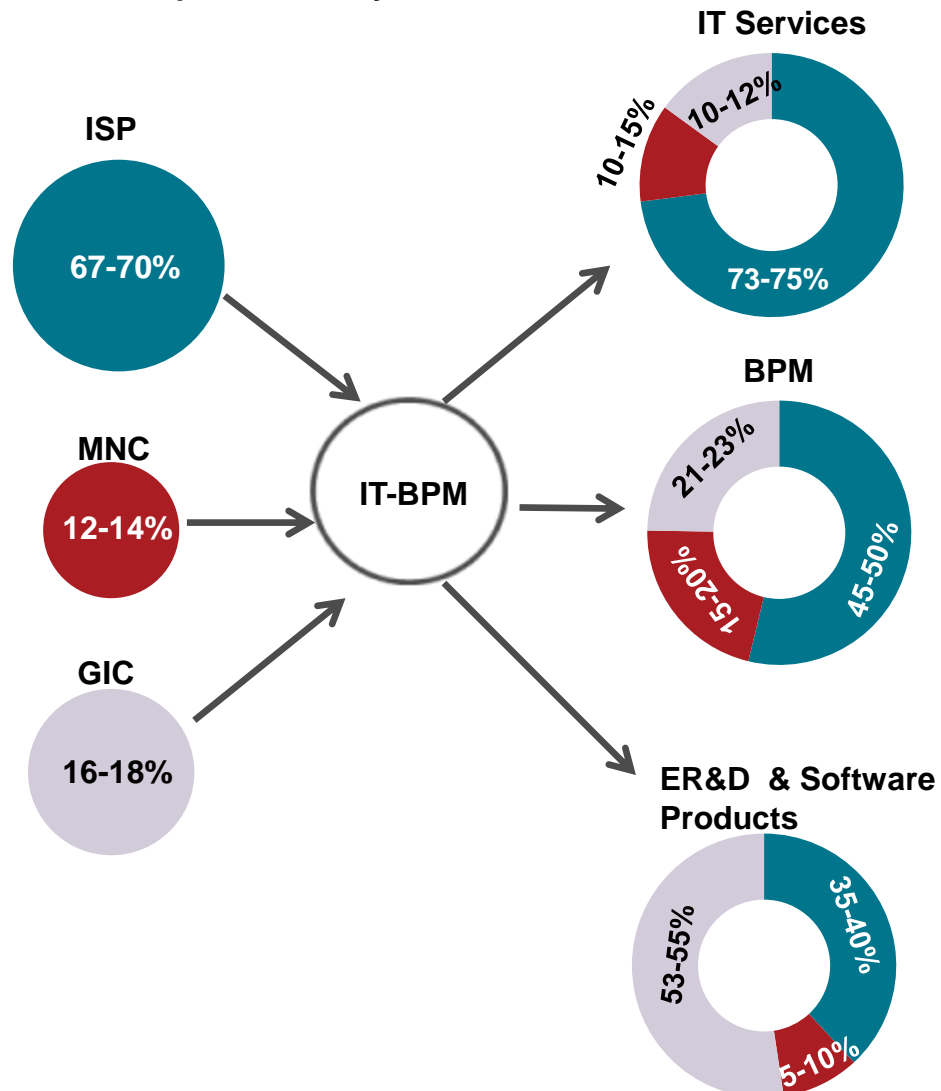 IT Services
10-12%
10-15%
73-75%
ISP
67-70%
BPM
21-23%
15-20%
45-50%
MNC
12-14%
IT-BPM
GIC
16-18%
ER&D & Software
Products
35-40%
53-55%
5-10%